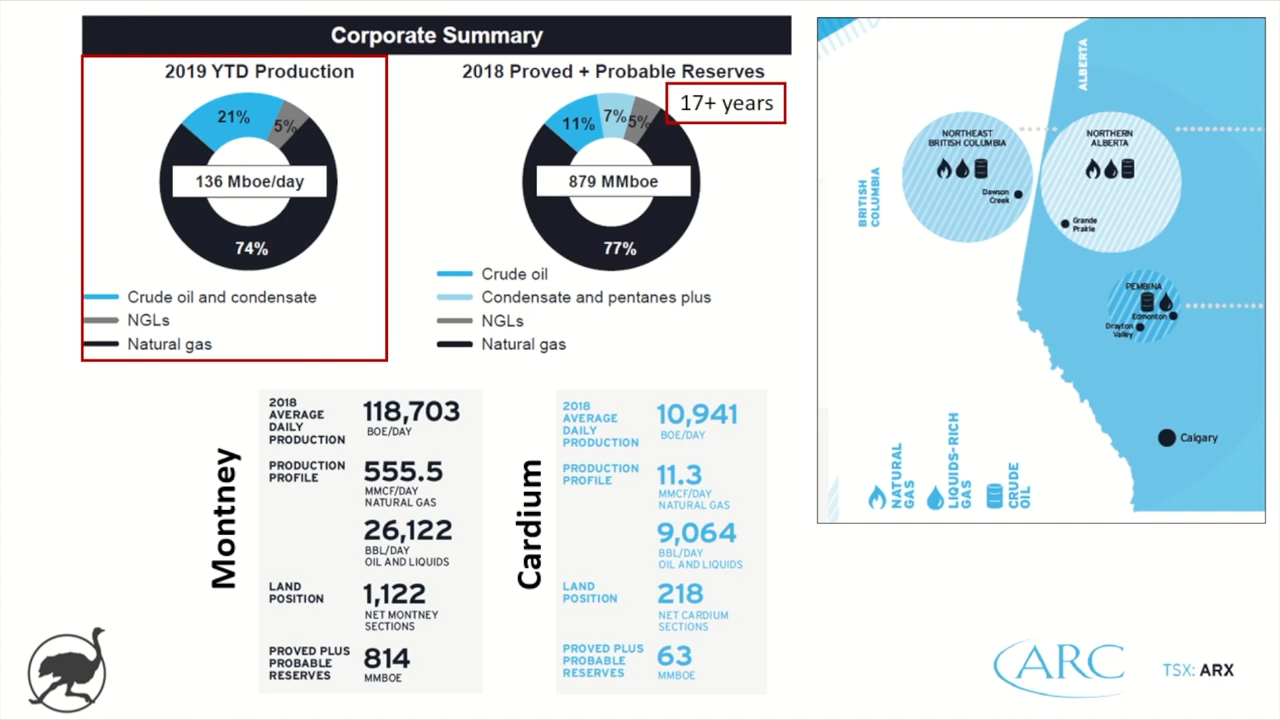 Corporate Summary
2019 YTD Production
21%
5%
136 Mboe/day
74%
Crude oil and condensate
NGLs
Natural gas
2018 Proved + Probable Reserves
17+ years
11%
7%
5%
879 MMboe
77%
Crude oil
Condensate and pentanes plus
NGLs
Natural gas
Montney
2018
AVERAGE
DAILY
PRODUCTION
118,703
BOE/DAY
PRODUCTION
PROFILE
555.5
MMCF/DAY
NATURAL GAS
26,122
BBL/DAY
OIL AND LIQUIDS
LAND
POSITION
1,122
NET MONTNEY
SECTIONS
PROVED PLUS
PROBABLE
RESERVES
814
MMBOE
Cardium
2018
AVERAGE
DAILY
PRODUCTION
10,941
BOE/DAY
PRODUCTION
PROFILE
11.3
MMCF/DAY
NATURAL GAS
9,064
BBL/DAY
OIL AND LIQUIDS
LAND
POSITION
218
NET CARDIUM
SECTIONS
PROVED PLUS
PROBABLE
RESERVES
63
MMBOE
ALBERTA
BRITISH
COLUMBIA
NORTHEAST
BRITISH COLUMBIA
Dawson
Creek
NORTHERN
ALBERTA
Grande
Prairie
PEMBINA
Edmonton
Drayton
Valley
Calgary
NATURAL
GAS
LIQUIDS-RICH
GAS
CRUDE
OIL
ARC
TSX: ARX